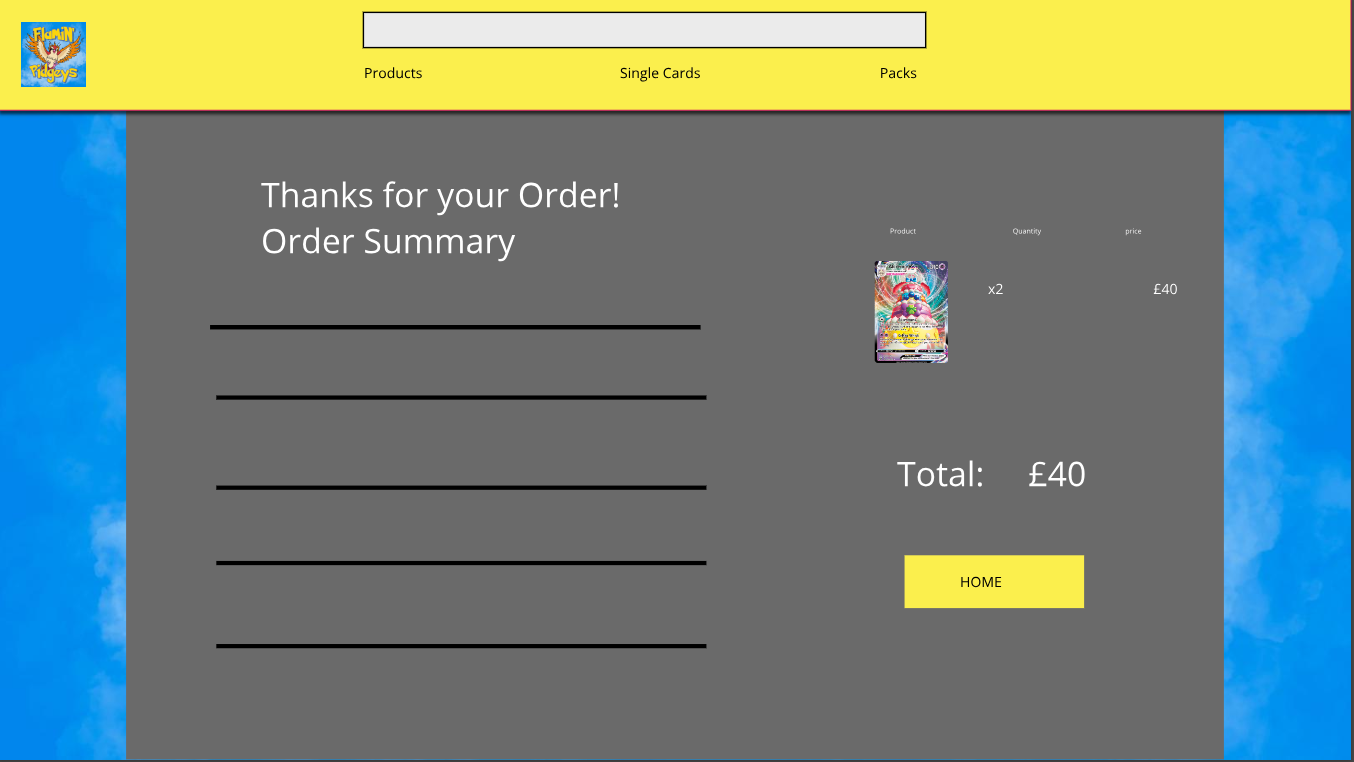 Flamin'
Pidgeys
Products
Single Cards
Packs
Thanks for your Order!
Order Summary
Product
Quantity
price
x2
£40
Total:
£40
HOME